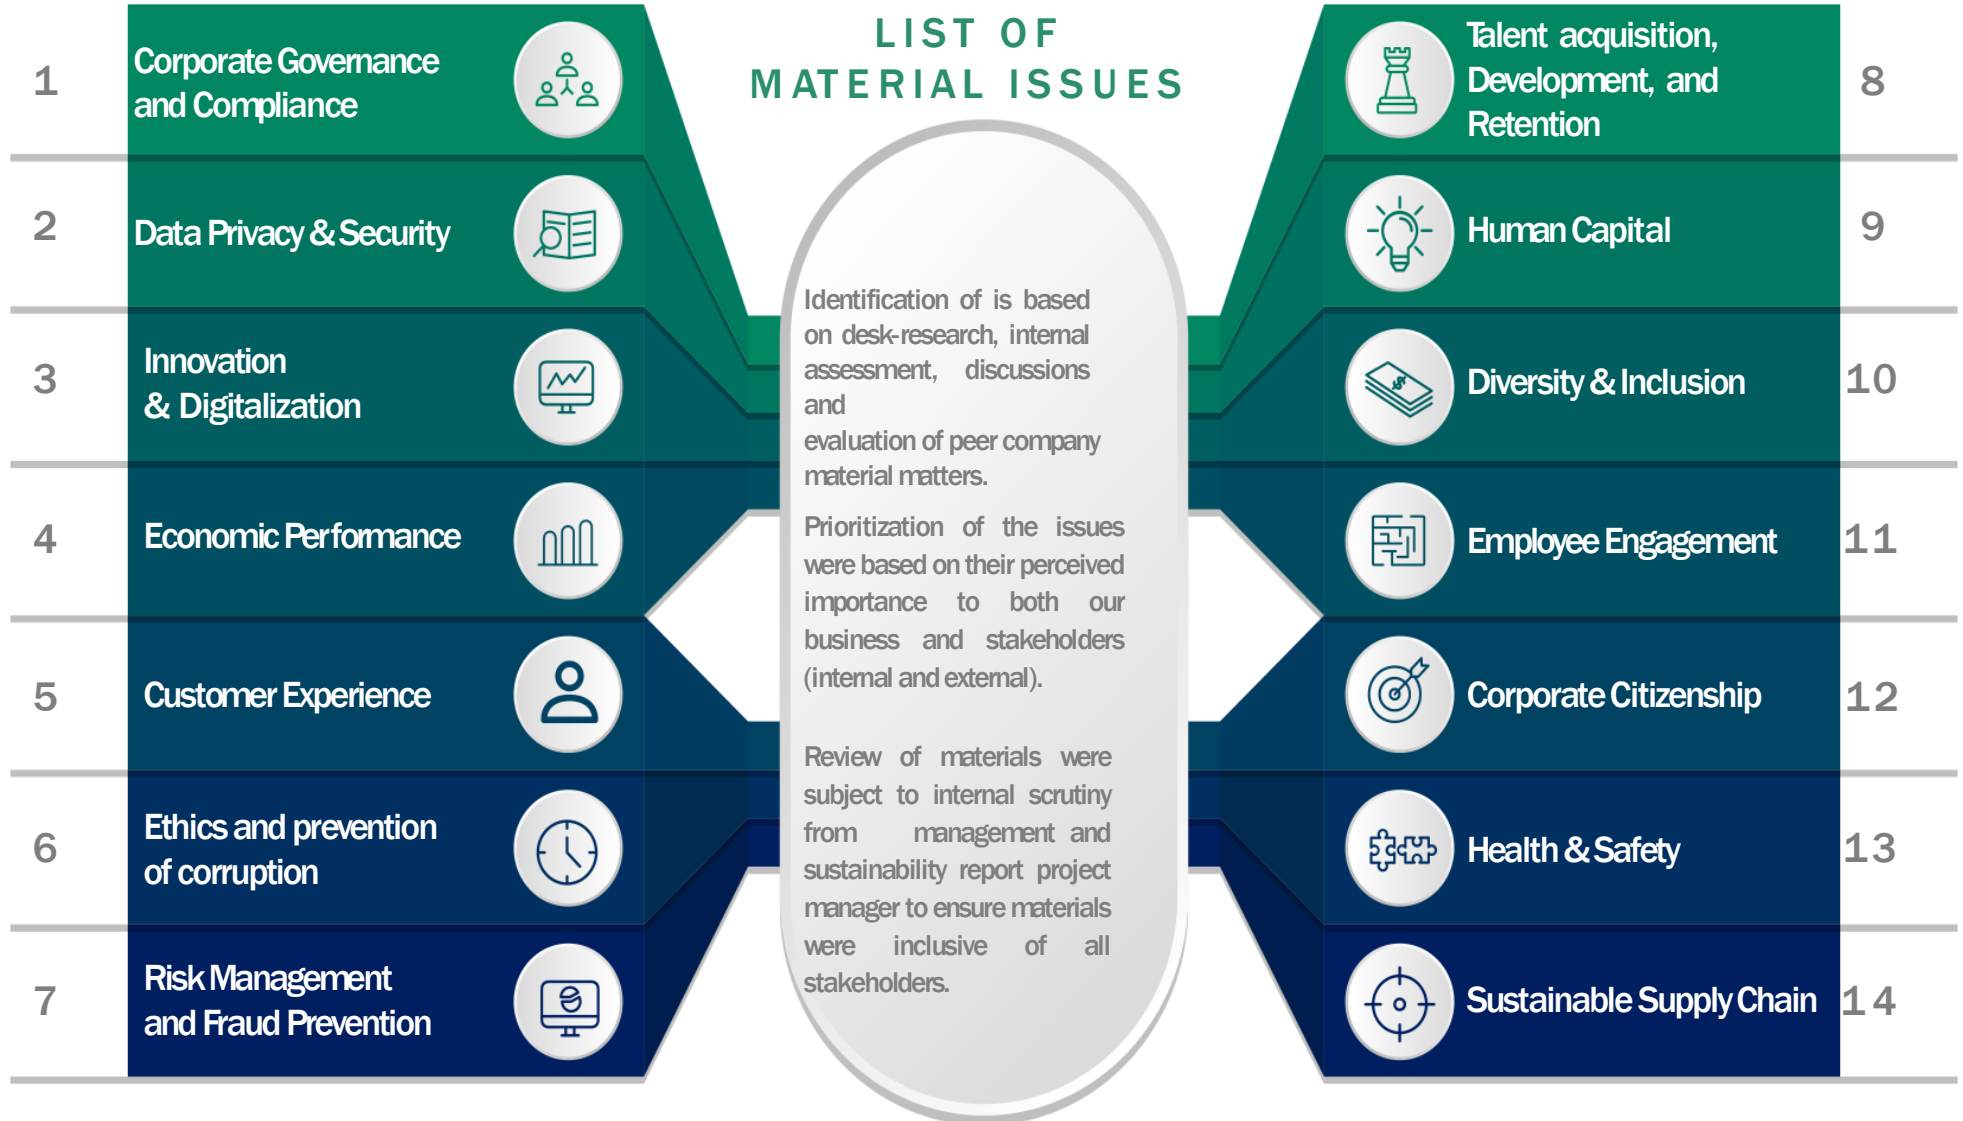 LIST OF
MATERIAL ISSUES
1
Corporate Governance
and Compliance
2
Data Privacy & Security
3
Innovation
& Digitalization
4
Economic Performance
5
Customer Experience
6
Ethics and prevention
of corruption
7
Risk Management
and Fraud Prevention
Identification of is based
on desk-research, internal
assessment, discussions
and
evaluation of peer company
material matters.
Prioritization of the issues
were based on their perceived
importance to both our
business and stakeholders
(internal and external).
Review of materials were
subject to internal scrutiny
from management and
sustainability report project
manager to ensure materials
were inclusive of all
stakeholders.
Talent acquisition,
Development, and
Retention
8
Human Capital
9
Diversity & Inclusion
10
$
Employee Engagement
11
Corporate Citizenship
12
Health & Safety
13
Sustainable Supply Chain
14